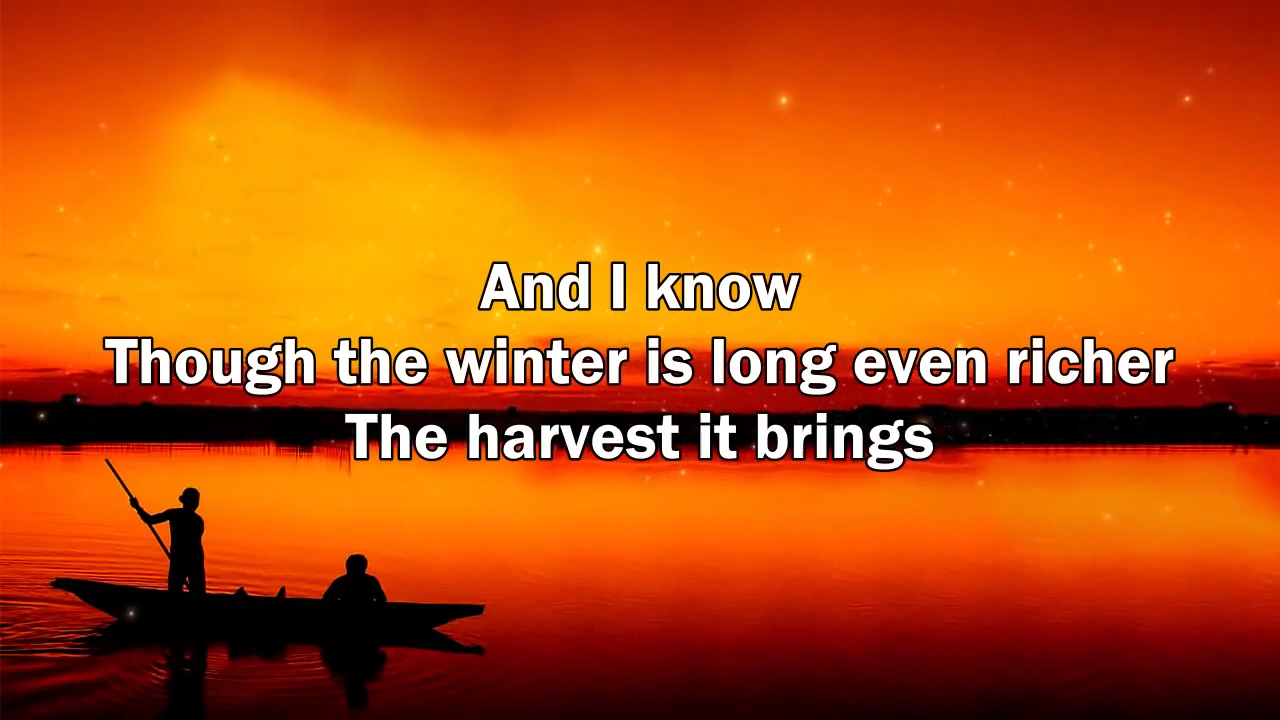 And I know
Though the winter is long even richer
The harvest it brings